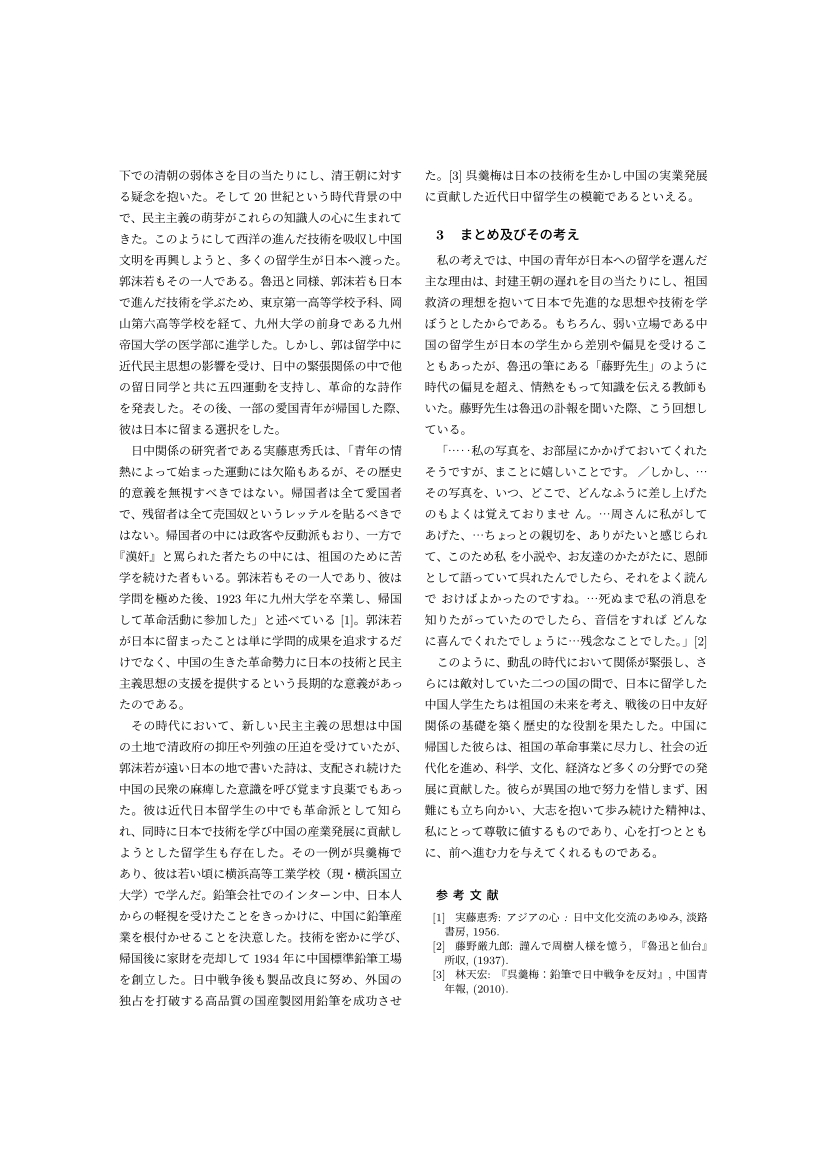 下での清朝の弱体さを目の当たりにし、清王朝に対す
る疑念を抱いた。そして 20 世紀という時代背景の中
で、民主主義の萌芽がこれらの知識人の心に生まれて
きた。このようにして西洋の進んだ技術を吸収し中国
文明を再興しようと、多くの留学生が日本へ渡った。
郭沫若もその一人である。魯迅と同様、郭沫若も日本
で進んだ技術を学ぶため、東京第一高等学校予科、岡
山第六高等学校を経て、九州大学の前身である九州
帝国大学の医学部に進学した。しかし、郭は留学中に
近代民主思想の影響を受け、日中の緊張関係の中で他
の留日同学と共に五四運動を支持し、革命的な詩作
を発表した。その後、一部の愛国青年が帰国した際、
彼は日本に留まる選択をした。
日中関係の研究者である実藤恵秀氏は、「青年の情
熱によって始まった運動には欠陥もあるが、その歴史
的意義を無視すべきではない。帰国者は全て愛国者
で、残留者は全て売国奴というレッテルを貼るべきで
はない。帰国者の中には政客や反動派もおり、一方で
『漢奸』と罵られた者たちの中には、祖国のために苦
学を続けた者もいる。郭沫若もその一人であり、彼は
学問を極めた後、1923 年に九州大学を卒業し、帰国
して革命活動に参加した」と述べている [1]。郭沫若
が日本に留まったことは単に学問的成果を追求するだ
けでなく、中国の生きた革命勢力に日本の技術と民主
主義思想の支援を提供するという長期的な意義があっ
たのである。
その時代において、新しい民主主義の思想は中国
の土地で清政府の抑圧や列強の圧迫を受けていたが、
郭沫若が遠い日本の地で書いた詩は、支配され続けた
中国の民衆の麻痺した意識を呼び覚ます良薬でもあっ
た。彼は近代日本留学生の中でも革命派として知ら
れ、同時に日本で技術を学び中国の産業発展に貢献し
ようとした留学生も存在した。その一例が呉羹梅で
あり、彼は若い頃に横浜高等工業学校（現・横浜国立
大学）で学んだ。鉛筆会社でのインターン中、日本人
からの軽視を受けたことをきっかけに、中国に鉛筆産
業を根付かせることを決意した。技術を密かに学び、
帰国後に家財を売却して 1934 年に中国標準鉛筆工場
を創立した。日中戦争後も製品改良に努め、外国の
独占を打破する高品質の国産製図用鉛筆を成功させ
た。[3] 呉羹梅は日本の技術を生かし中国の実業発展
に貢献した近代日中留学生の模範であるといえる。
3 まとめ及びその考え
私の考えでは、中国の青年が日本への留学を選んだ
主な理由は、封建王朝の遅れを目の当たりにし、祖国
救済の理想を抱いて日本で先進的な思想や技術を学
ぼうとしたからである。もちろん、弱い立場である中
国の留学生が日本の学生から差別や偏見を受けるこ
ともあったが、魯迅の筆にある「藤野先生」のように
時代の偏見を超え、情熱をもって知識を伝える教師も
いた。藤野先生は魯迅の訃報を聞いた際、こう回想し
ている。
「‥‥私の写真を、お部屋にかかげておいてくれた
そうですが、まことに嬉しいことです。 ／しかし、…
その写真を、いつ、どこで、どんなふうに差し上げた
のもよくは覚えておりませ ん。…周さんに私がして
あげた、…ちょっとの親切を、ありがたいと感じられ
て、このため私 を小説や、お友達のかたがたに、恩師
として語っていて呉れたんでしたら、それをよく読ん
で おけばよかったのですね。…死ぬまで私の消息を
知りたがっていたのでしたら、音信をすれば どんな
に喜んでくれたでしょうに…残念なことでした。」[2]
このように、動乱の時代において関係が緊張し、さ
らには敵対していた二つの国の間で、日本に留学した
中国人学生たちは祖国の未来を考え、戦後の日中友好
関係の基礎を築く歴史的な役割を果たした。中国に
帰国した彼らは、祖国の革命事業に尽力し、社会の近
代化を進め、科学、文化、経済など多くの分野での発
展に貢献した。彼らが異国の地で努力を惜しまず、困
難にも立ち向かい、大志を抱いて歩み続けた精神は、
私にとって尊敬に値するものであり、心を打つととも
に、前へ進む力を与えてくれるものである。
参考文献
[1] 実藤恵秀: アジアの心 : 日中文化交流のあゆみ, 淡路
書房, 1956.
[2] 藤野厳九郎: 謹んで周樹人様を憶う, 『魯迅と仙台』
所収, (1937).
[3] 林天宏: 『呉羹梅：鉛筆で日中戦争を反対』, 中国青
年報, (2010).